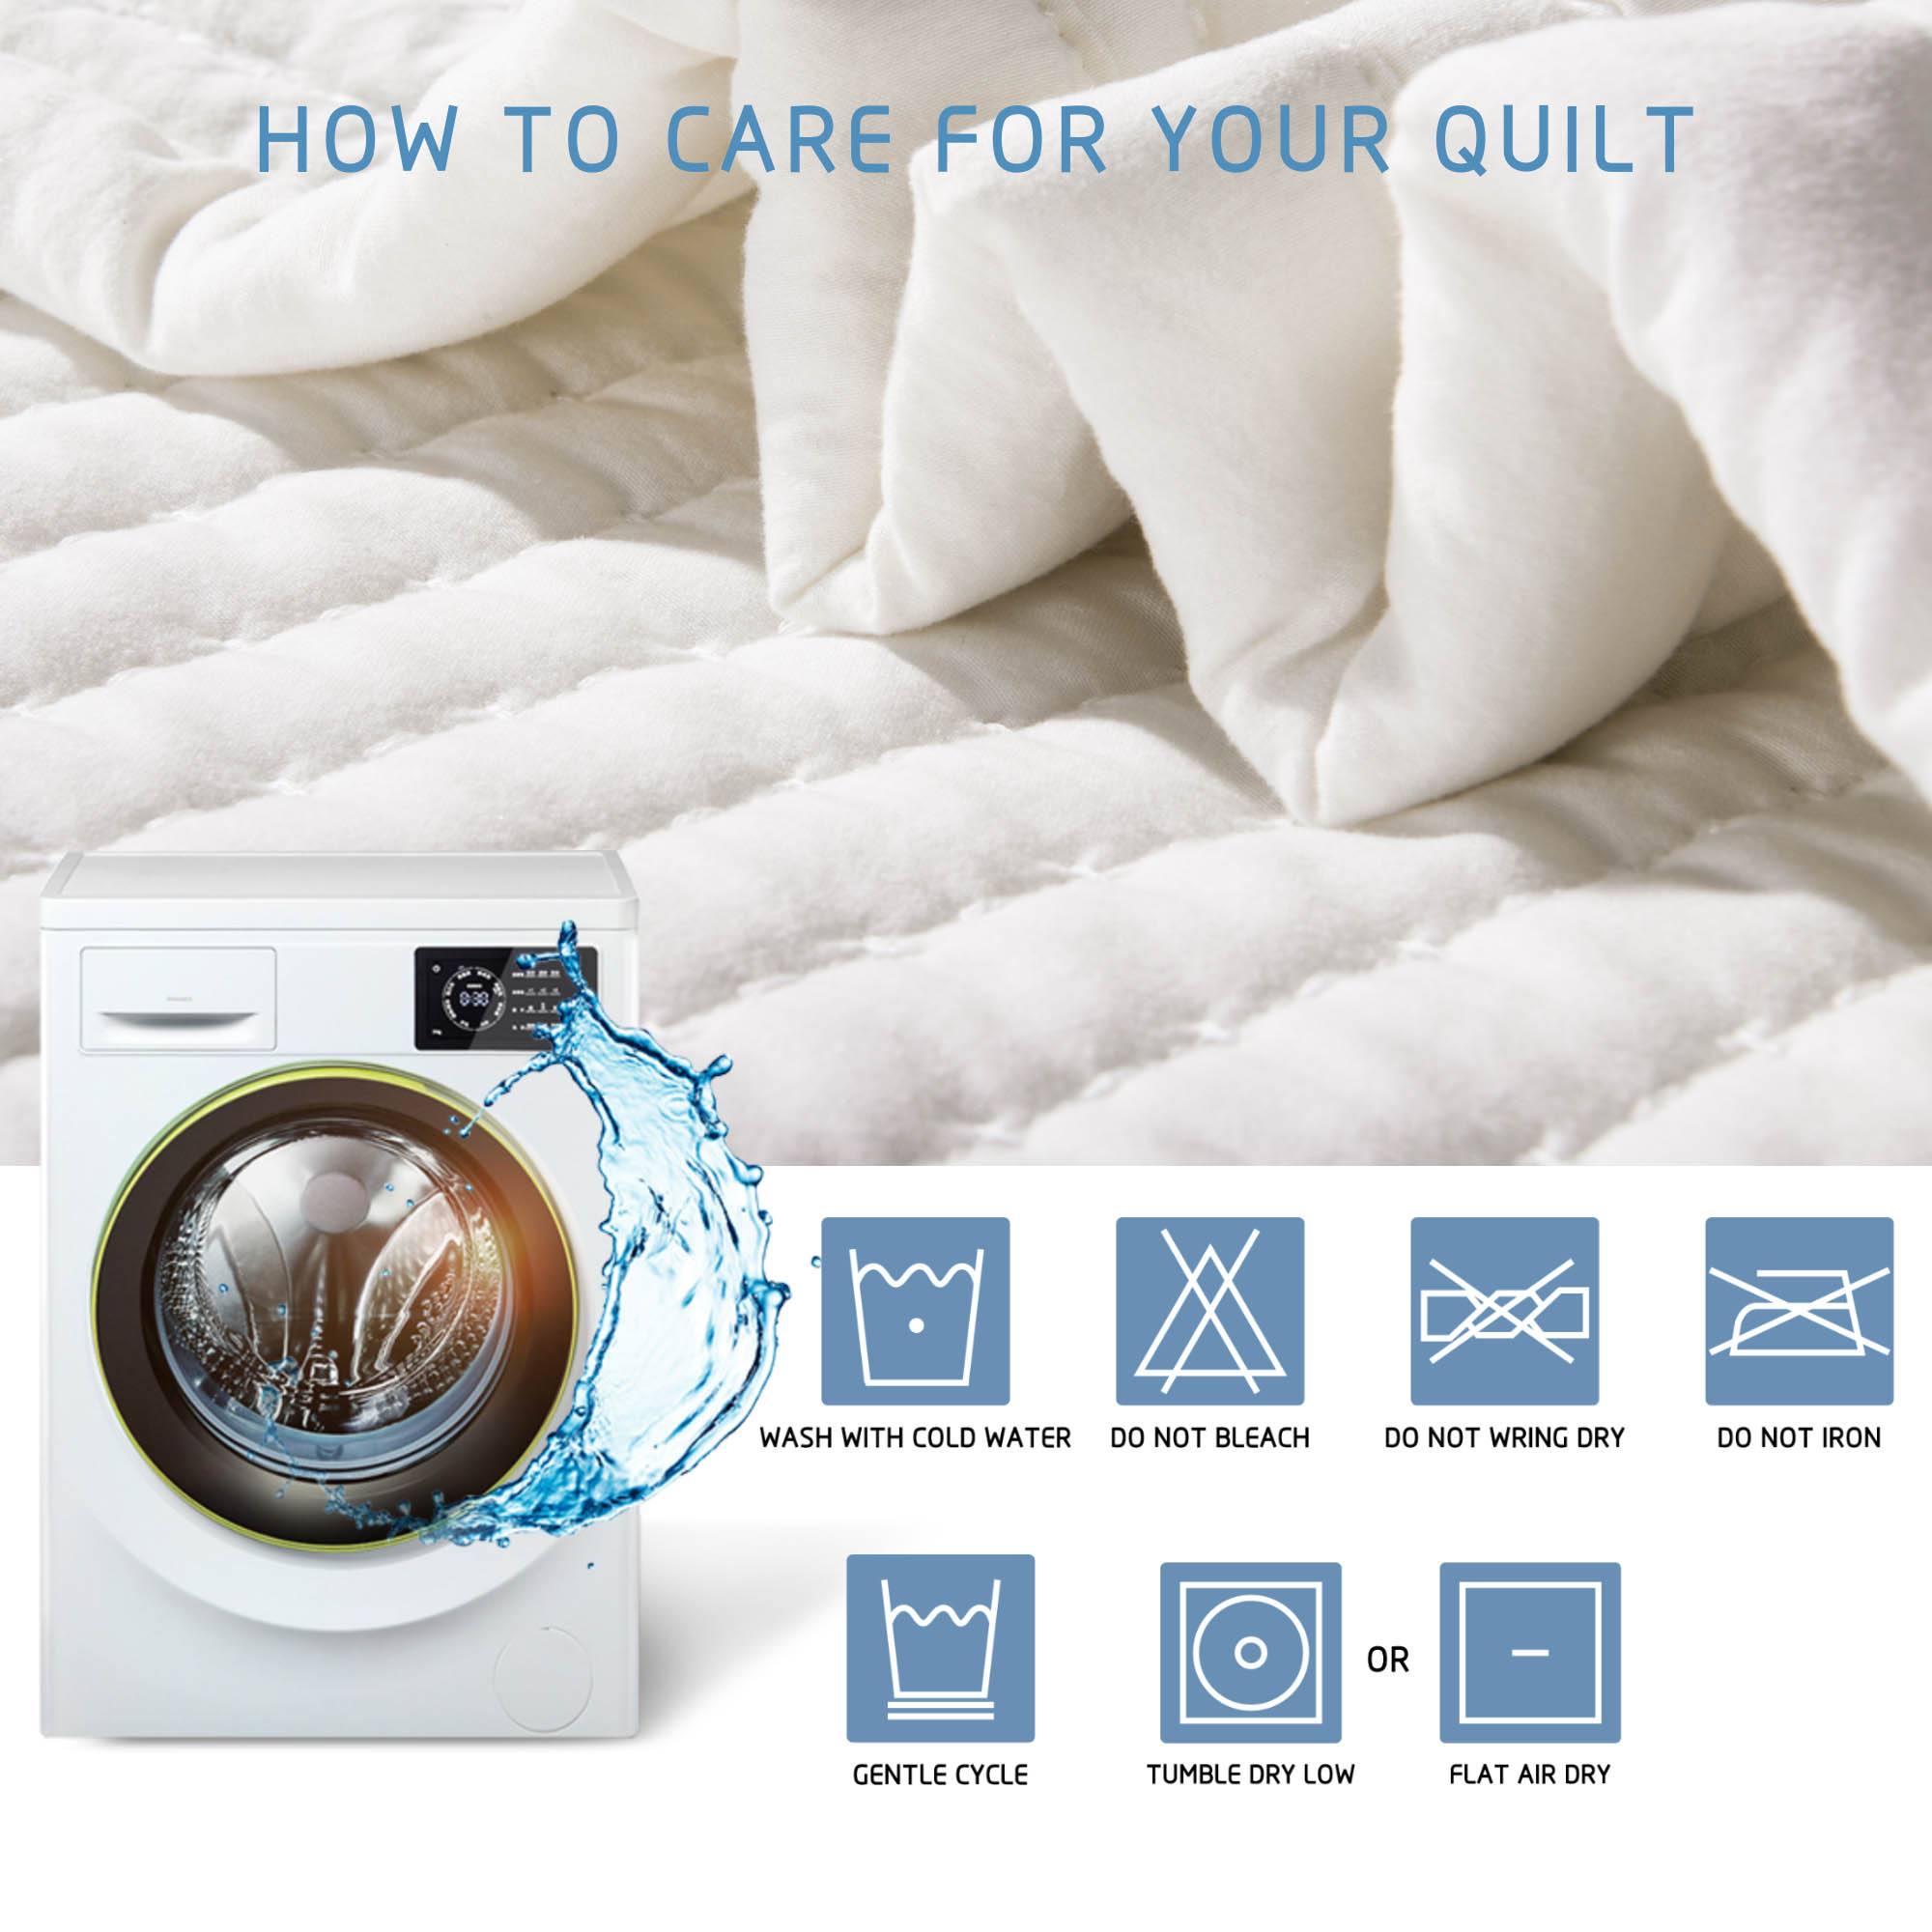 HOW TO CARE FOR YOUR QUILT
WASH WITH COLD WATER
DO NOT BLEACH
DO NOT WRING DRY
DO NOT IRON
OR
GENTLE CYCLE
TUMBLE DRY LOW
FLAT AIR DRY